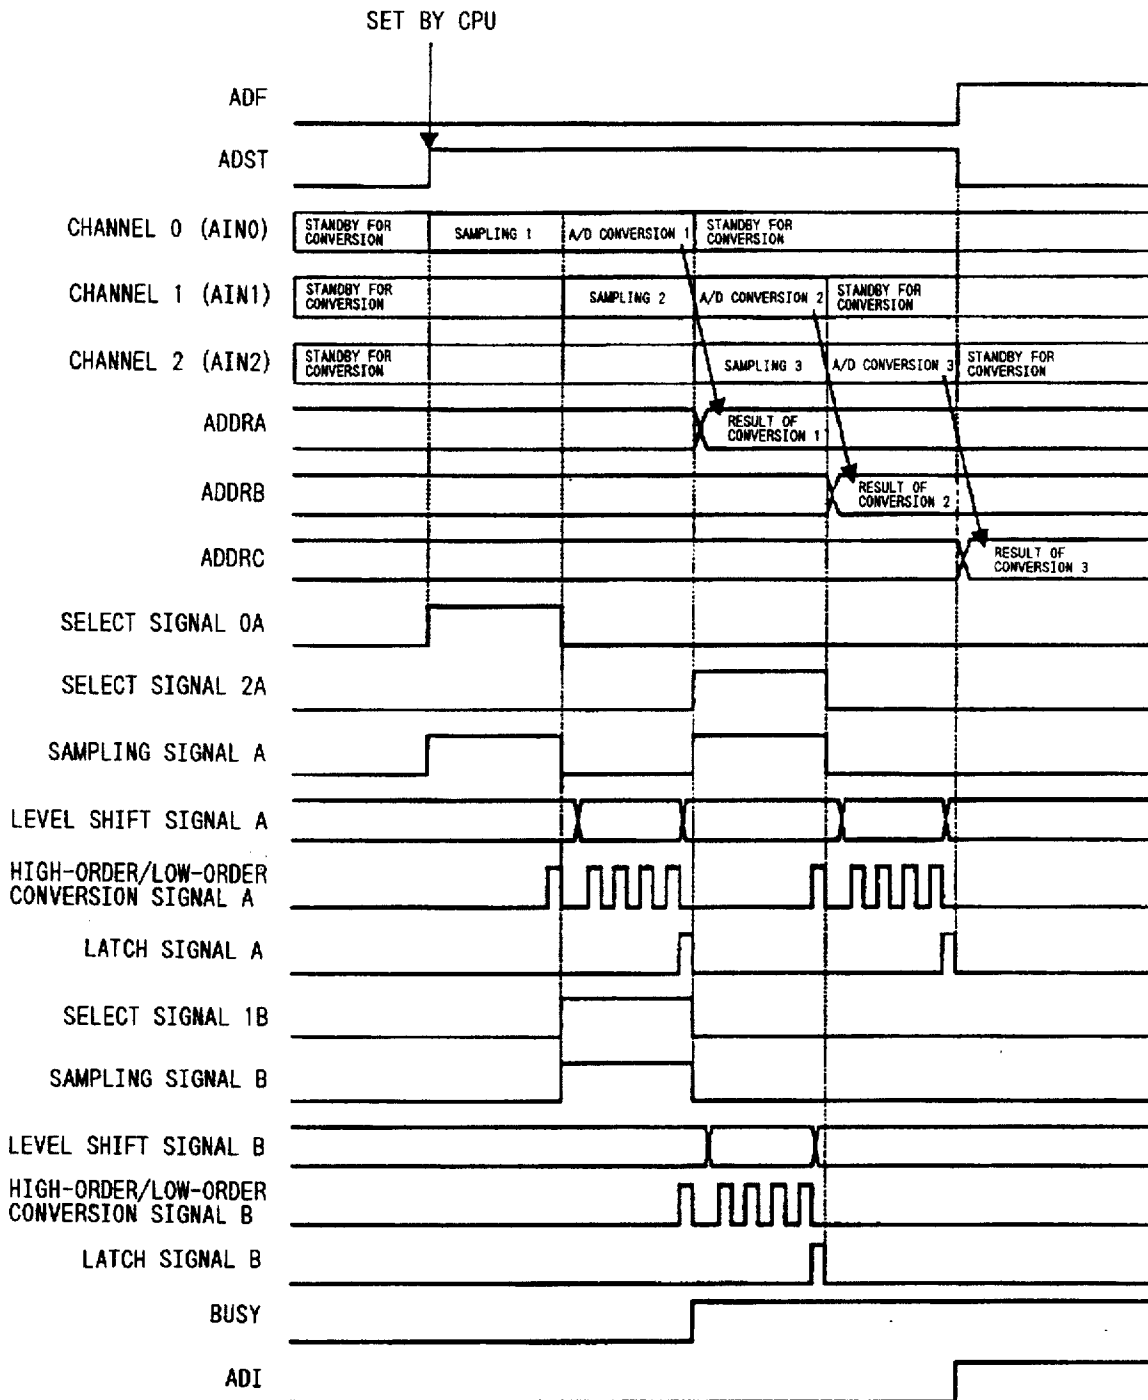 SET BY CPU
ADF
ADST
CHANNEL 0 (AIN0)
STANDBY FOR
CONVERSION
SAMPLING 1
A/D CONVERSION 1
STANDBY FOR
CONVERSION
CHANNEL 1 (AIN1)
STANDBY FOR
CONVERSION
SAMPLING 2
A/D CONVERSION 2
STANDBY FOR
CONVERSION
CHANNEL 2 (AIN2)
STANDBY FOR
CONVERSION
SAMPLING 3
A/D CONVERSION 3
STANDBY FOR
CONVERSION
ADDRA
RESULT OF
CONVERSION 1
ADDRB
RESULT OF
CONVERSION 2
ADDRC
RESULT OF
CONVERSION 3
SELECT SIGNAL 0A
SELECT SIGNAL 2A
SAMPLING SIGNAL A
LEVEL SHIFT SIGNAL A
HIGH-ORDER/LOW-ORDER
CONVERSION SIGNAL A
LATCH SIGNAL A
SELECT SIGNAL 1B
SAMPLING SIGNAL B
LEVEL SHIFT SIGNAL B
HIGH-ORDER/LOW-ORDER
CONVERSION SIGNAL B
LATCH SIGNAL B
BUSY
ADI